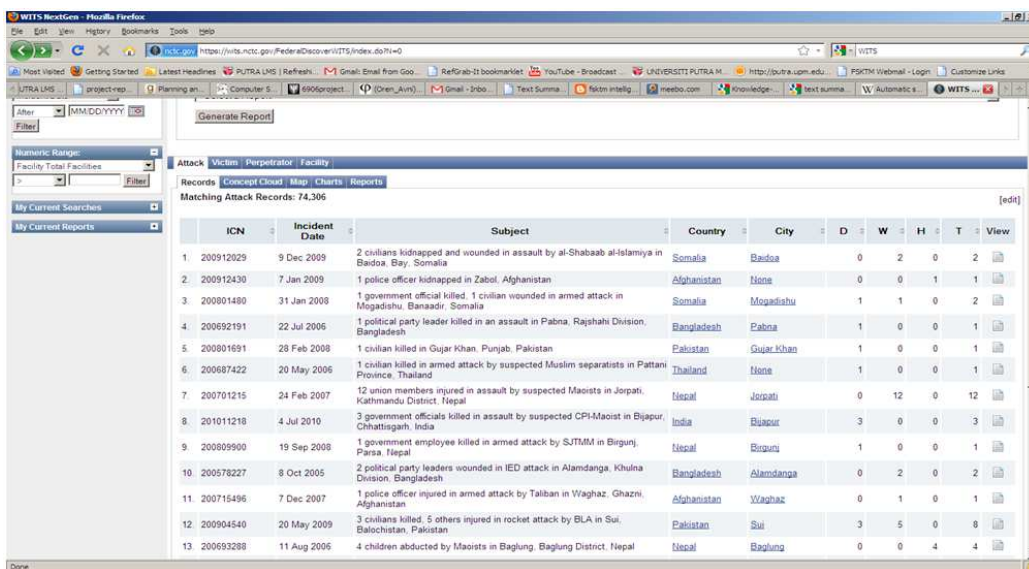 WITS NextGen - Mozilla Firefox
File Edit View History Bookmarks Tools Help
nctc.gov https://wits.nctc.gov/FederalDiscoverWITS/index.do?N=0 WITS
Most Visited Getting Started Latest Headlines PUTRA LMS | Refreshi... Gmail: Email from Goo... RefGrab-It bookmarklet YouTube - Broadcast ... UNIVERSITI PUTRA M... http://putra.upm.edu... FSKTM Webmail - Login Customize Links
UTRA LMS project-rep... Planning an... Computer S... 6906project... (Oren_Avni)... Gmail - Inbo... Text Summa... fsktm intellig... meebo.com Knowledge-... text summa... Automatic s... WITS ...
After MM/DD/YYYY
Filter
Generate Report
Numeric Range:
Facility Total Facilities
> Filter
My Current Searches
My Current Reports
Attack Victim Perpetrator Facility
Records Concept Cloud Map Charts Reports
Matching Attack Records: 74,306 [edit]
ICN Incident Date Subject Country City D W H T View
1. 200912029 9 Dec 2009 2 civilians kidnapped and wounded in assault by al-Shabaab al-Islamiya in Somalia Baidoa 0 2 0 2
Baidoa, Bay, Somalia
2. 200912430 7 Jan 2009 1 police officer kidnapped in Zabol, Afghanistan Afghanistan None 0 0 1 1
3. 200801480 31 Jan 2008 1 government official killed, 1 civilian wounded in armed attack in Somalia Mogadishu 1 1 0 2
Mogadishu, Banaadir, Somalia
4. 200692191 22 Jul 2006 1 political party leader killed in an assault in Pabna, Rajshahi Division, Bangladesh Pabna 1 0 0 1
Bangladesh
5. 200801691 28 Feb 2008 1 civilian killed in Gujar Khan, Punjab, Pakistan Pakistan Gujar Khan 1 0 0 1
6. 200687422 20 May 2006 1 civilian killed in armed attack by suspected Muslim separatists in Pattani Thailand None 1 0 0 1
Province, Thailand
7. 200701215 24 Feb 2007 12 union members injured in assault by suspected Maoists in Jorpati, Nepal Jorpati 0 12 0 12
Kathmandu District, Nepal
8. 201011218 4 Jul 2010 3 government officials killed in assault by suspected CPI-Maoist in Bijapur, India Bijapur 3 0 0 3
Chhattisgarh, India
9. 200809900 19 Sep 2008 1 government employee killed in armed attack by SJTMM in Birgunj, Nepal Birgunj 1 0 0 1
Parsa, Nepal
10. 200578227 8 Oct 2005 2 political party leaders wounded in IED attack in Alamdanga, Khulna Bangladesh Alamdanga 0 2 0 2
Division, Bangladesh
11. 200715496 7 Dec 2007 1 police officer injured in armed attack by Taliban in Waghaz, Ghazni, Afghanistan Waghaz 0 1 0 1
Afghanistan
12. 200904540 20 May 2009 3 civilians killed, 5 others injured in rocket attack by BLA in Sui, Pakistan Sui 3 5 0 8
Balochistan, Pakistan
13. 200693288 11 Aug 2006 4 children abducted by Maoists in Baglung, Baglung District, Nepal Nepal Baglung 0 0 4 4
Done